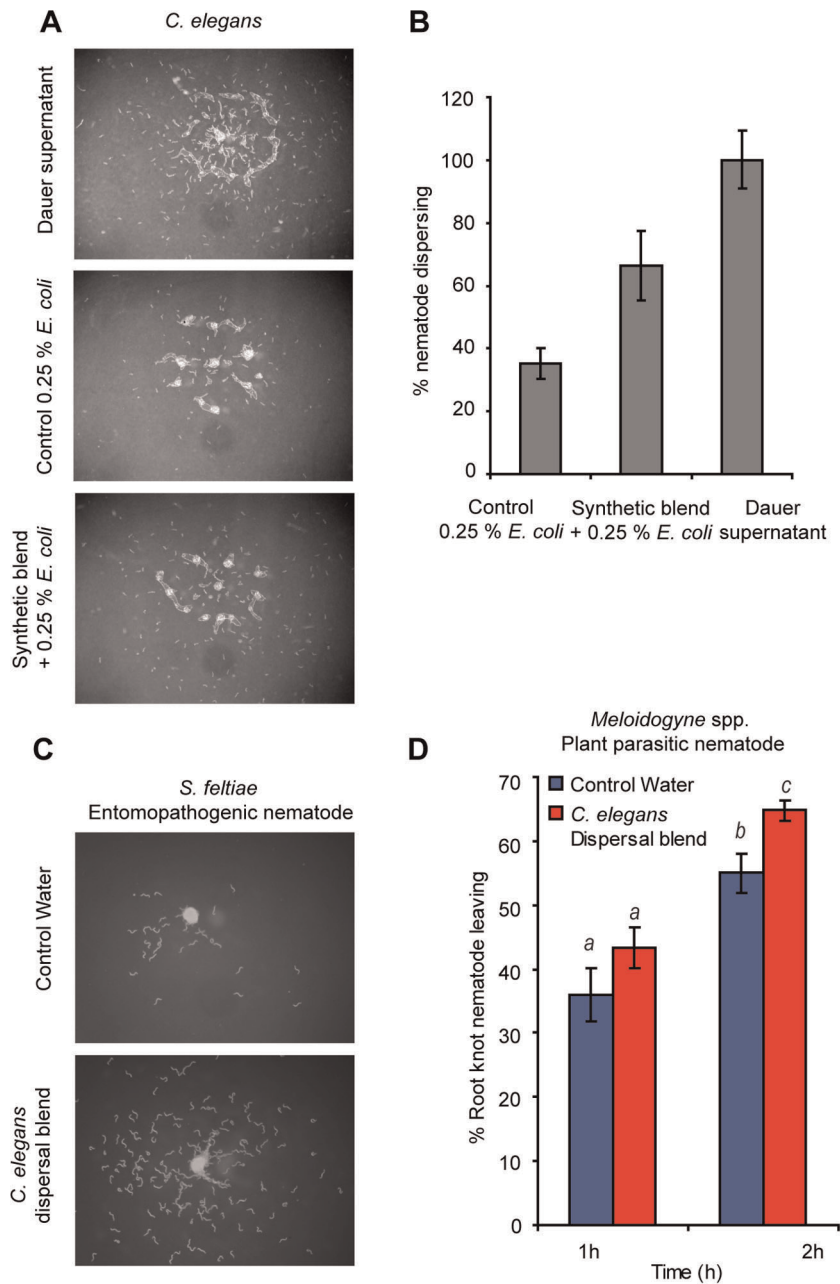 A
C. elegans
Dauer supernatant
Control 0.25 % E. coli
Synthetic blend
+ 0.25 % E. coli
B
% nematode dispersing
120
100
80
60
40
20
0
Control
0.25 % E. coli
Synthetic blend
+ 0.25 % E. coli
Dauer
supernatant
C
S. feltiae
Entomopathogenic nematode
Control Water
C. elegans
dispersal blend
D
Meloidogyne spp.
Plant parasitic nematode
Control Water
C. elegans
Dispersal blend
% Root knot nematode leaving
70
60
50
40
30
20
10
0
a
a
b
c
1h
2h
Time (h)